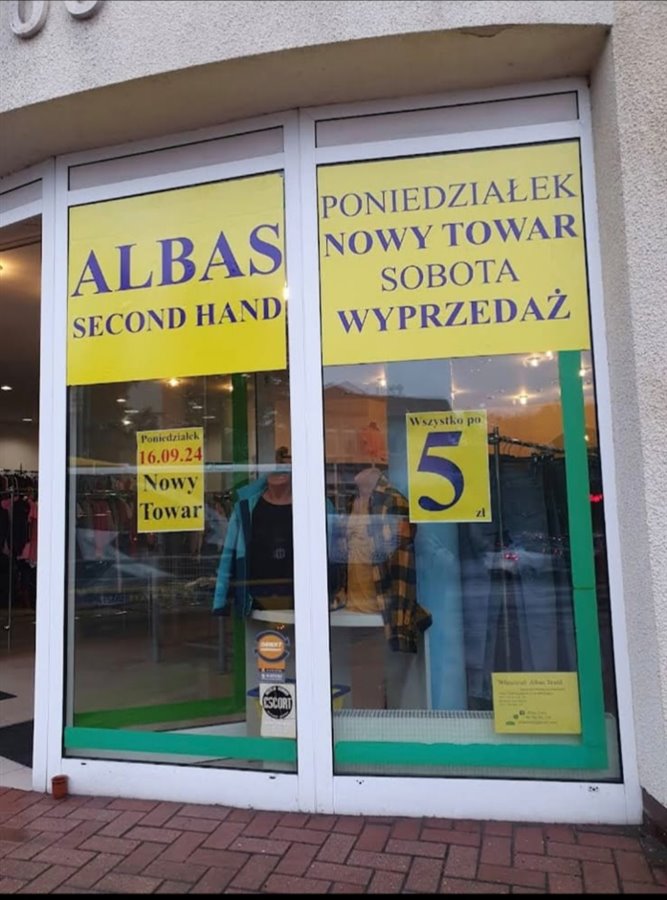 ALBAS
SECOND HAND
PONIEDZIAŁEK
NOWY TOWAR
SOBOTA
WYPRZEDAŻ
Poniedziałek
16.09.24
Nowy
Towar
Wszystko po
5
zł
ESCORT